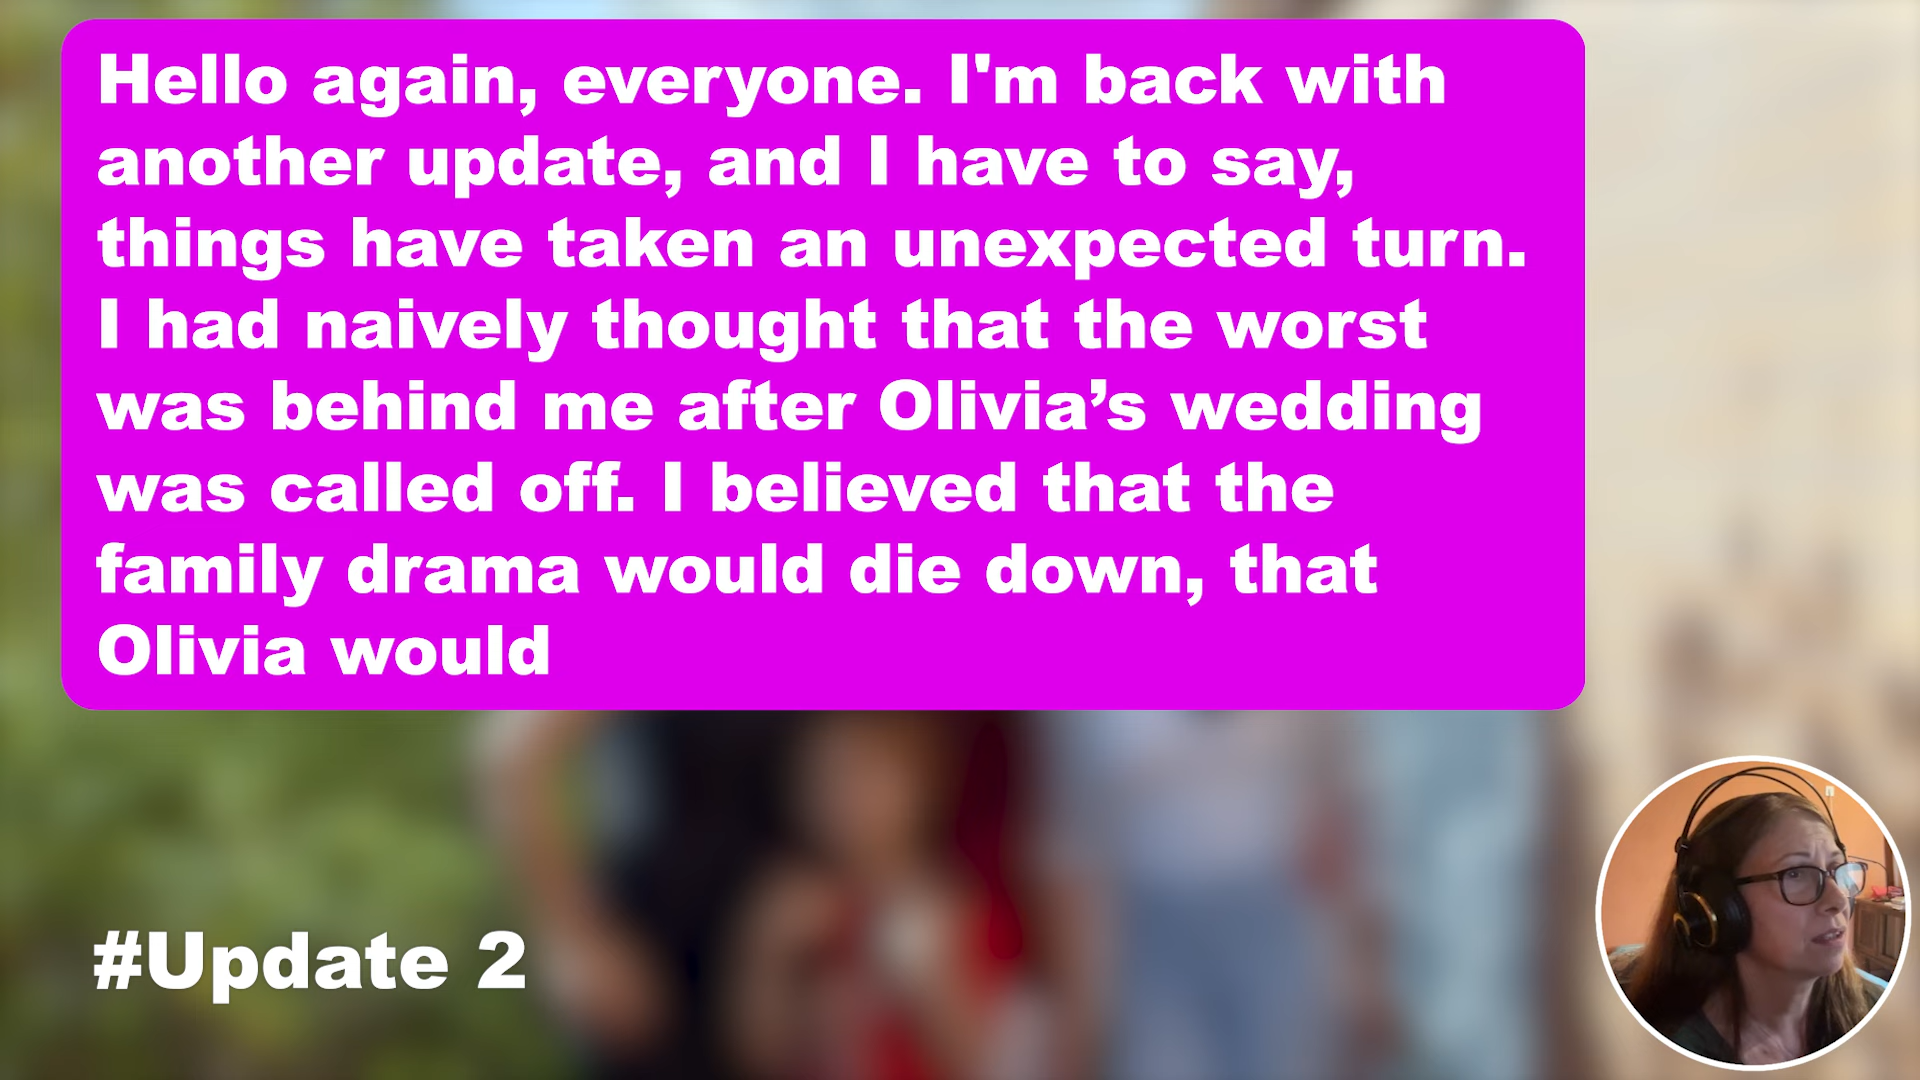 Hello again, everyone. I'm back with
another update, and I have to say,
things have taken an unexpected turn.
I had naively thought that the worst
was behind me after Olivia’s wedding
was called off. I believed that the
family drama would die down, that
Olivia would
#Update 2